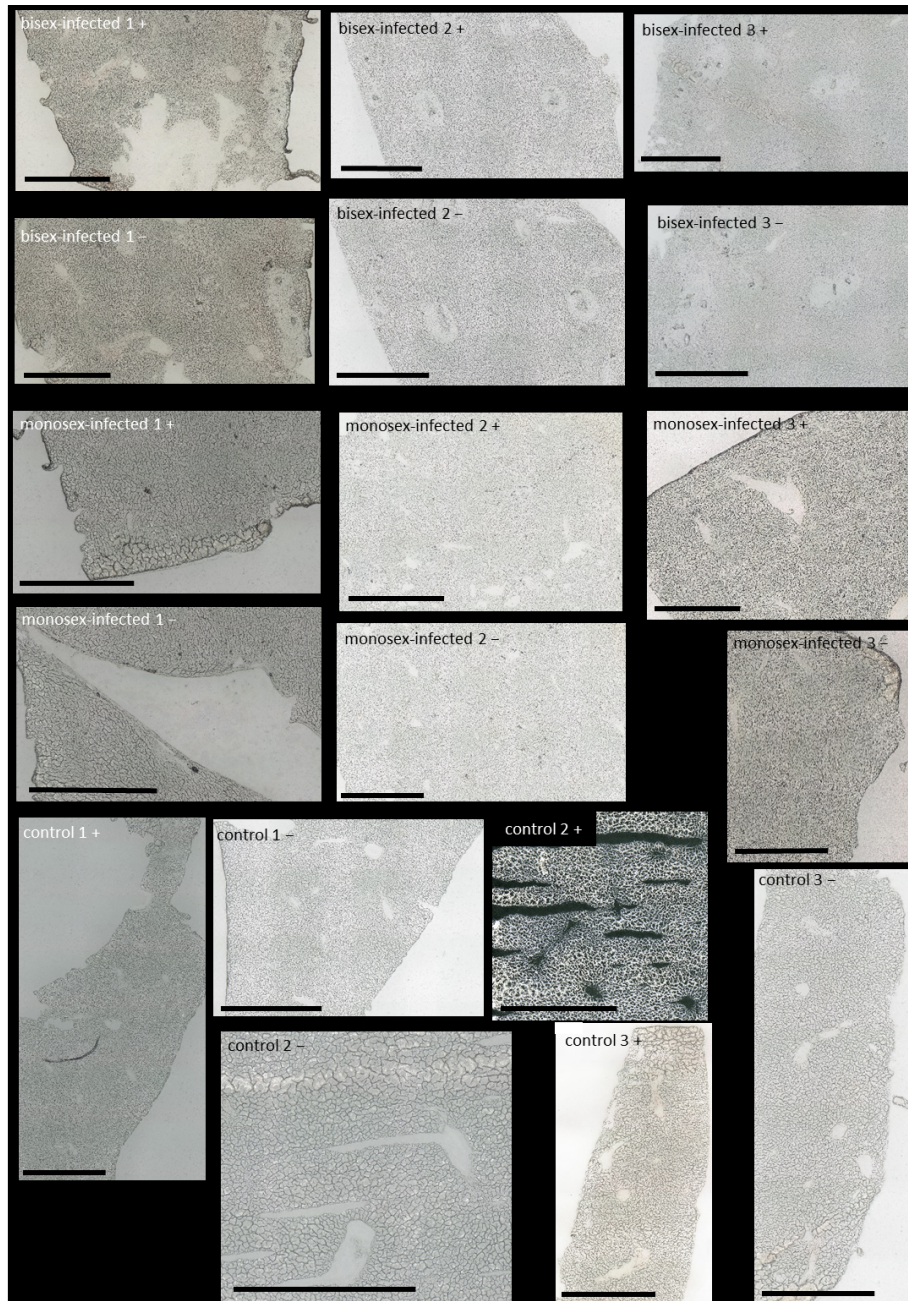 bisex-infected 1 +
bisex-infected 2 +
bisex-infected 3 +
bisex-infected 1 –
bisex-infected 2 –
bisex-infected 3 –
monosex-infected 1 +
monosex-infected 2 +
monosex-infected 3 +
monosex-infected 1 –
monosex-infected 2 –
monosex-infected 3 –
control 1 +
control 1 –
control 2 +
control 3 –
control 2 –
control 3 +